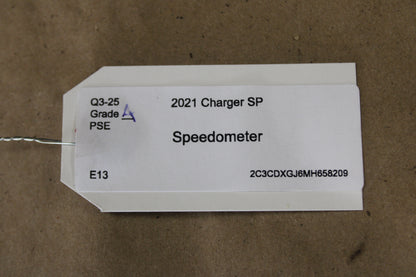 Q3-25
2021 Charger SP
Grade A
PSE
Speedometer
E13
2C3CDXGJ6MH658209